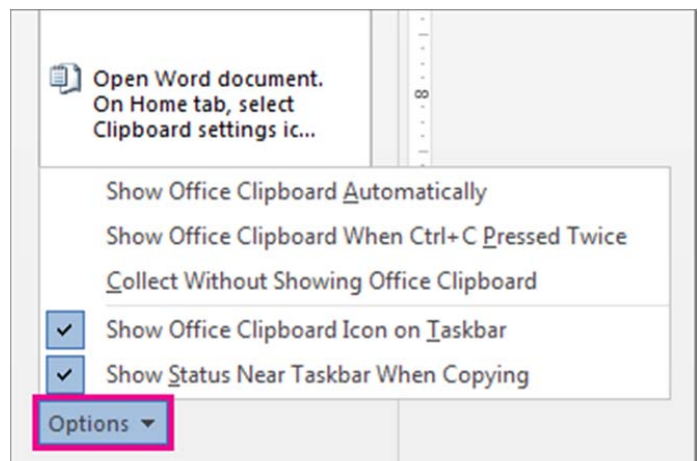 Open Word document.
On Home tab, select
Clipboard settings ic...
8
Show Office Clipboard Automatically
Show Office Clipboard When Ctrl+C Pressed Twice
Collect Without Showing Office Clipboard
Show Office Clipboard Icon on Taskbar
Show Status Near Taskbar When Copying
Options